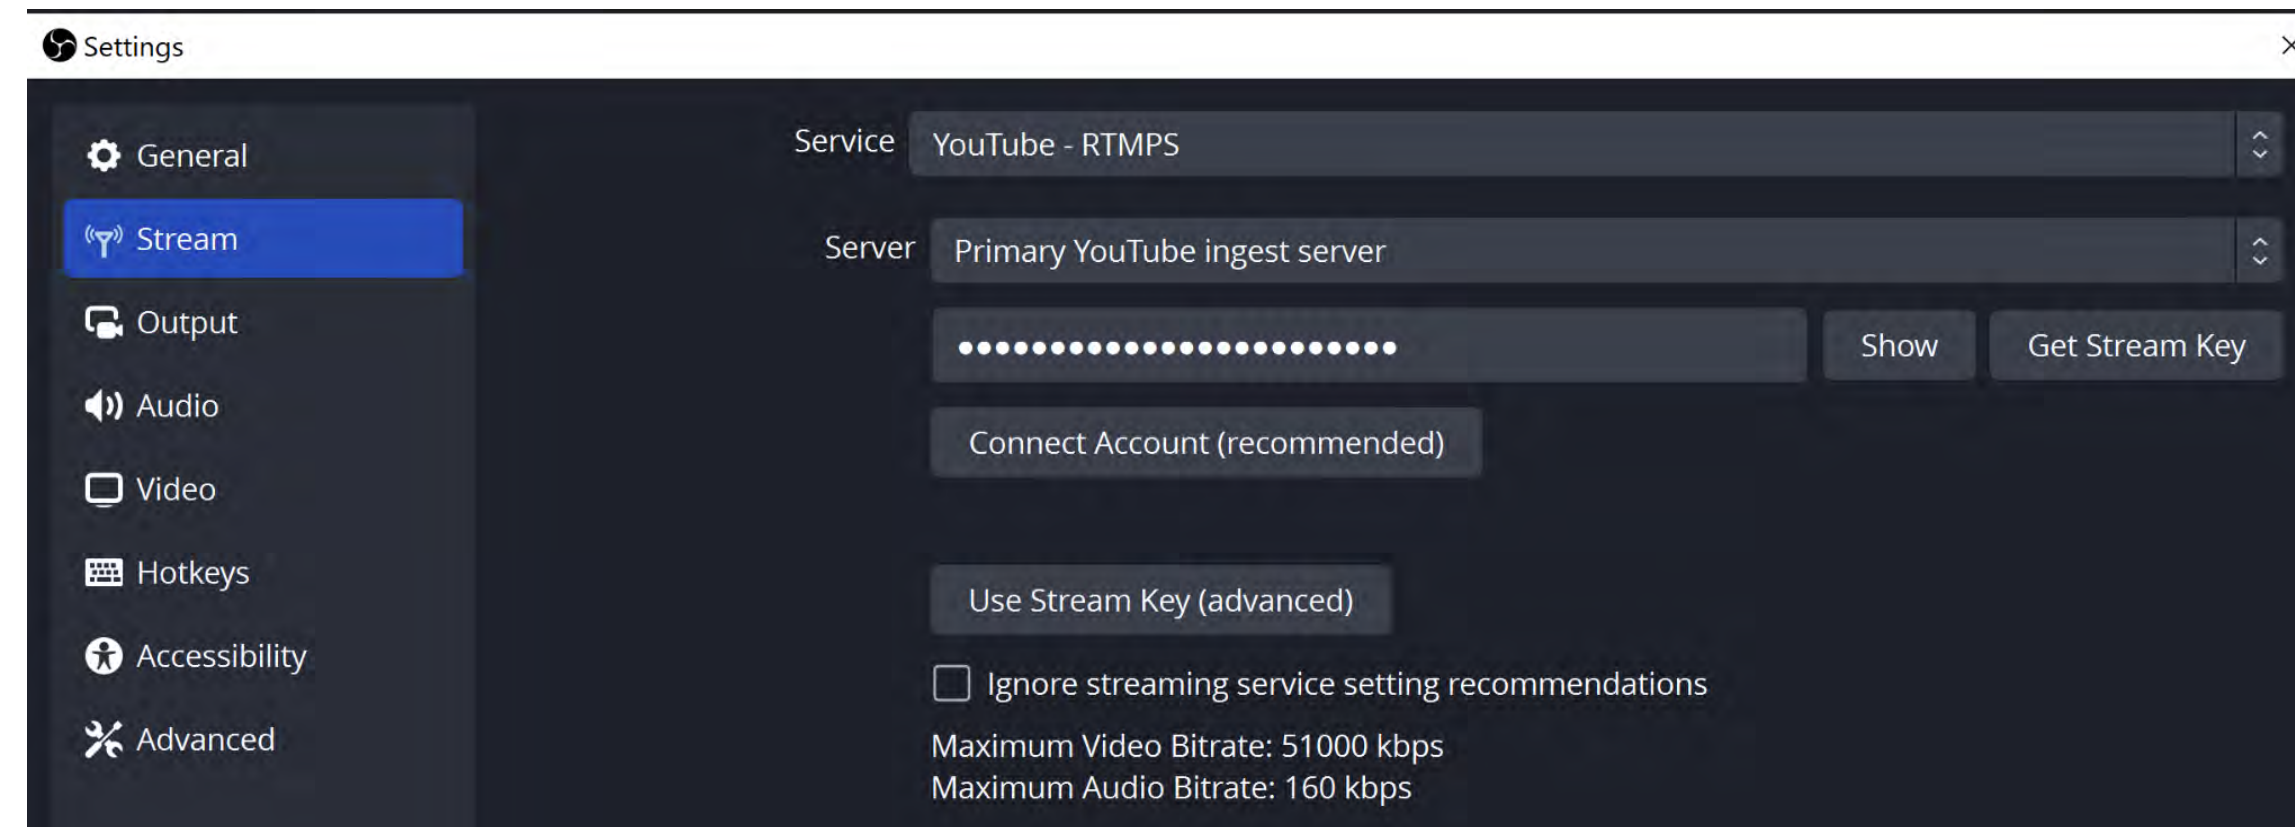 Settings
General
Stream
Output
Audio
Video
Hotkeys
Accessibility
Advanced
Service YouTube - RTMPS
Server Primary YouTube ingest server
●●●●●●●●●●●●●●●●●●●●●●●● Show Get Stream Key
Connect Account (recommended)
Use Stream Key (advanced)
Ignore streaming service setting recommendations
Maximum Video Bitrate: 51000 kbps
Maximum Audio Bitrate: 160 kbps